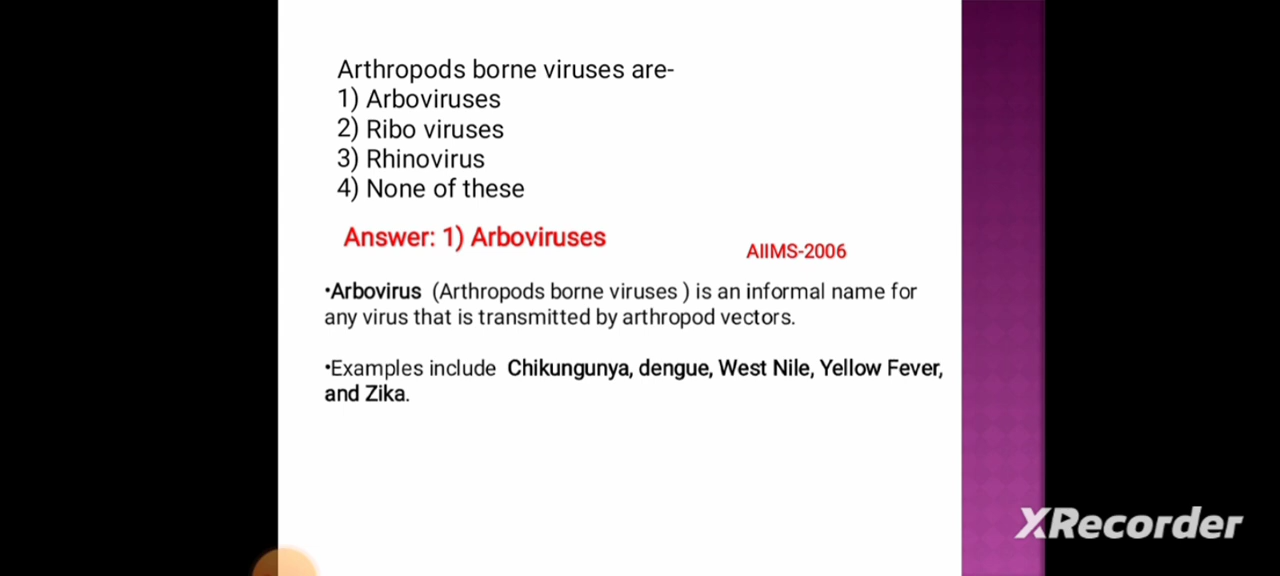 Arthropods borne viruses are-
1) Arboviruses
2) Ribo viruses
3) Rhinovirus
4) None of these
Answer: 1) Arboviruses
AIIMS-2006
•Arbovirus (Arthropods borne viruses ) is an informal name for
any virus that is transmitted by arthropod vectors.
•Examples include Chikungunya, dengue, West Nile, Yellow Fever,
and Zika.
XRecorder